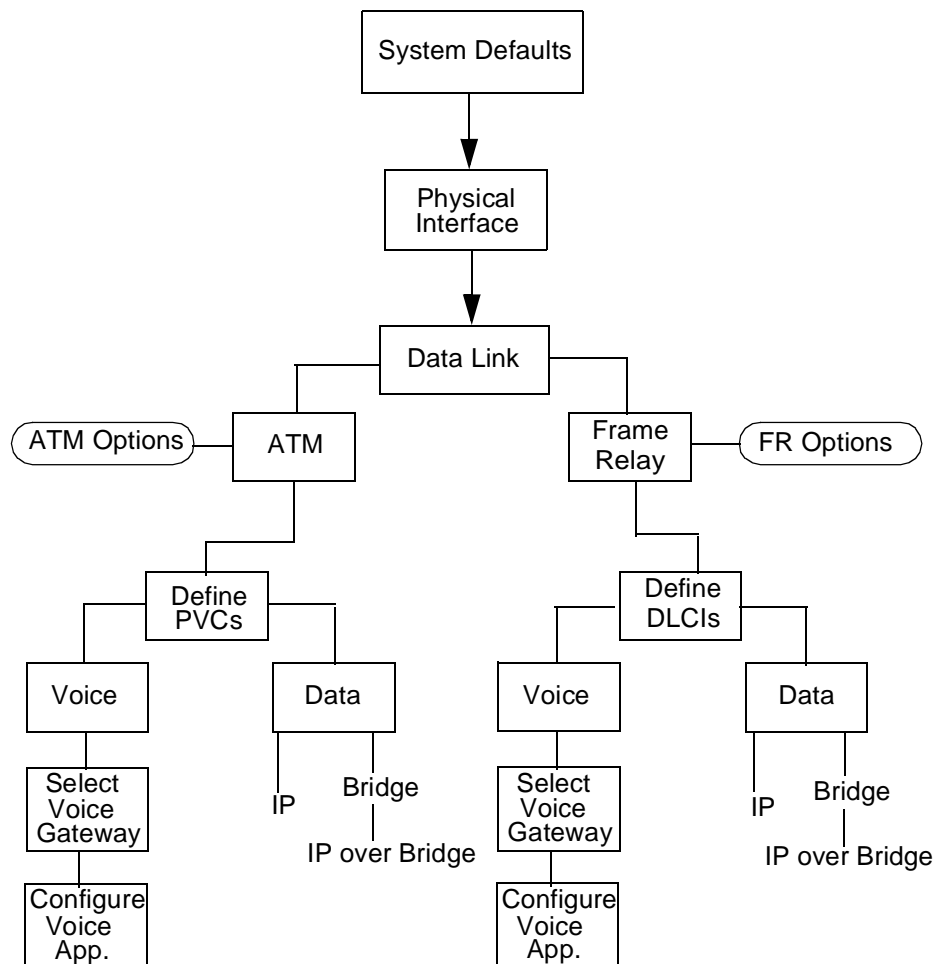 System Defaults
Physical
Interface
Data Link
ATM Options
ATM
Frame
Relay
FR Options
Define
PVCs
Define
DLCIs
Voice
Data
Voice
Data
Select
Voice
Gateway
IP
Bridge
IP over Bridge
Select
Voice
Gateway
IP
Bridge
IP over Bridge
Configure
Voice
App.
Configure
Voice
App.